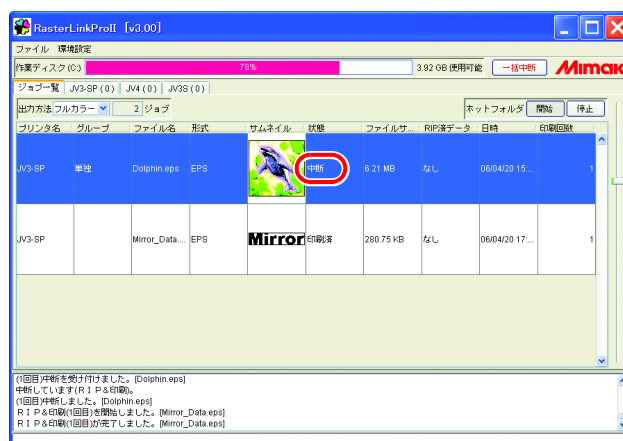 RasterLinkProII [v3.00]
ファイル 環境設定
作業ディスク(C:) 78% 3.92 GB 使用可能 一括中断 Mimaki
ジョブ一覧 JV3-SP ( 0 ) JV4 ( 0 ) JV3S ( 0 )
出力方法 フルカラー 2 ジョブ ホットフォルダ 開始 停止
プリンタ名 グループ ファイル名 形式 サムネイル 状態 ファイルサ... RIP済データ 日時 印刷回数
JV3-SP 単独 Dolphin.eps EPS 中断 6.21 MB なし 06/04/20 15:... 1
JV3-SP Mirror_Data.... EPS Mirror 印刷済 280.75 KB なし 06/04/20 17:... 1
(1回目)中断を受け付けました。[Dolphin.eps]
中断しています(ＲＩＰ&印刷)。
(1回目)中断しました。[Dolphin.eps]
ＲＩＰ&印刷(1回目)を開始しました。[Mirror_Data.eps]
ＲＩＰ&印刷(1回目)が完了しました。[Mirror_Data.eps]